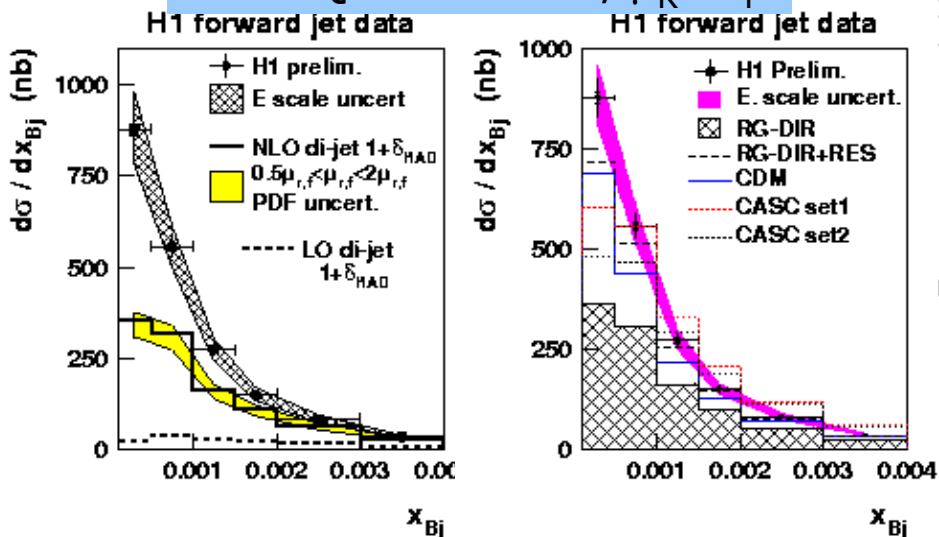 H1 forward jet data
dσ / dx_Bj (nb)
1000
750
500
250
0
H1 prelim.
E scale uncert
NLO di-jet 1+δ_HAD
0.5μ_r,f<μ_r,f<2μ_r,f
PDF uncert.
LO di-jet
1+δ_HAD
0.001 0.002 0.003
x_Bj
H1 forward jet data
dσ / dx_Bj (nb)
1000
750
500
250
0
H1 Prelim.
E. scale uncert.
RG-DIR
RG-DIR+RES
CDM
CASC set1
CASC set2
0.001 0.002 0.003 0.004
x_Bj